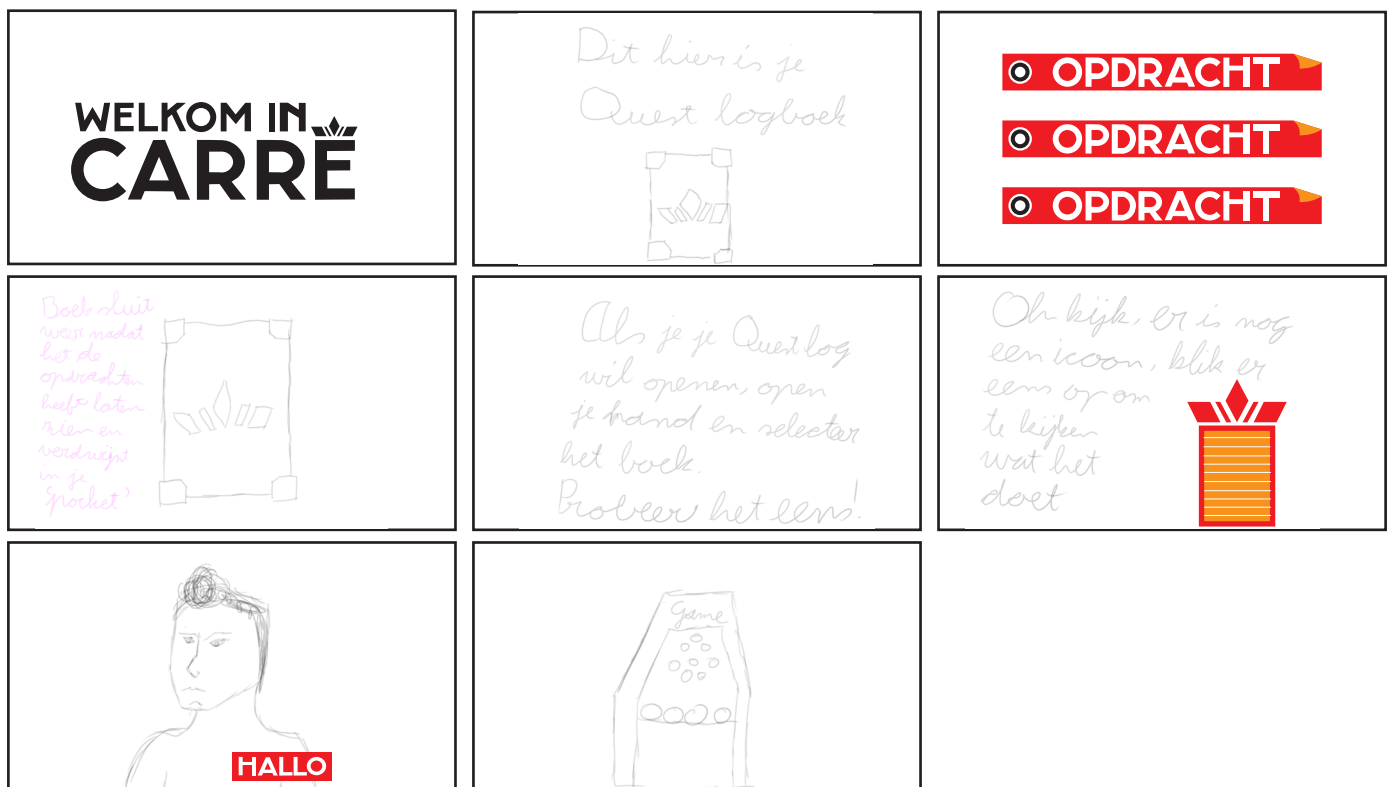 WELKOM IN
CARRÉ
Dit hier is je
Quest logboek
OPDRACHT
OPDRACHT
OPDRACHT
Boek sluit
weer nadat
het de
opdrachten
heeft laten
zien en
verdwijnt
in je
'pocket'
Als je je Questlog
wil openen, open
je hand en selecteer
het boek.
Probeer het eens!
Oh kijk, er is nog
een icoon, klik er
eens op om
te kijken
wat het
doet
HALLO
Game